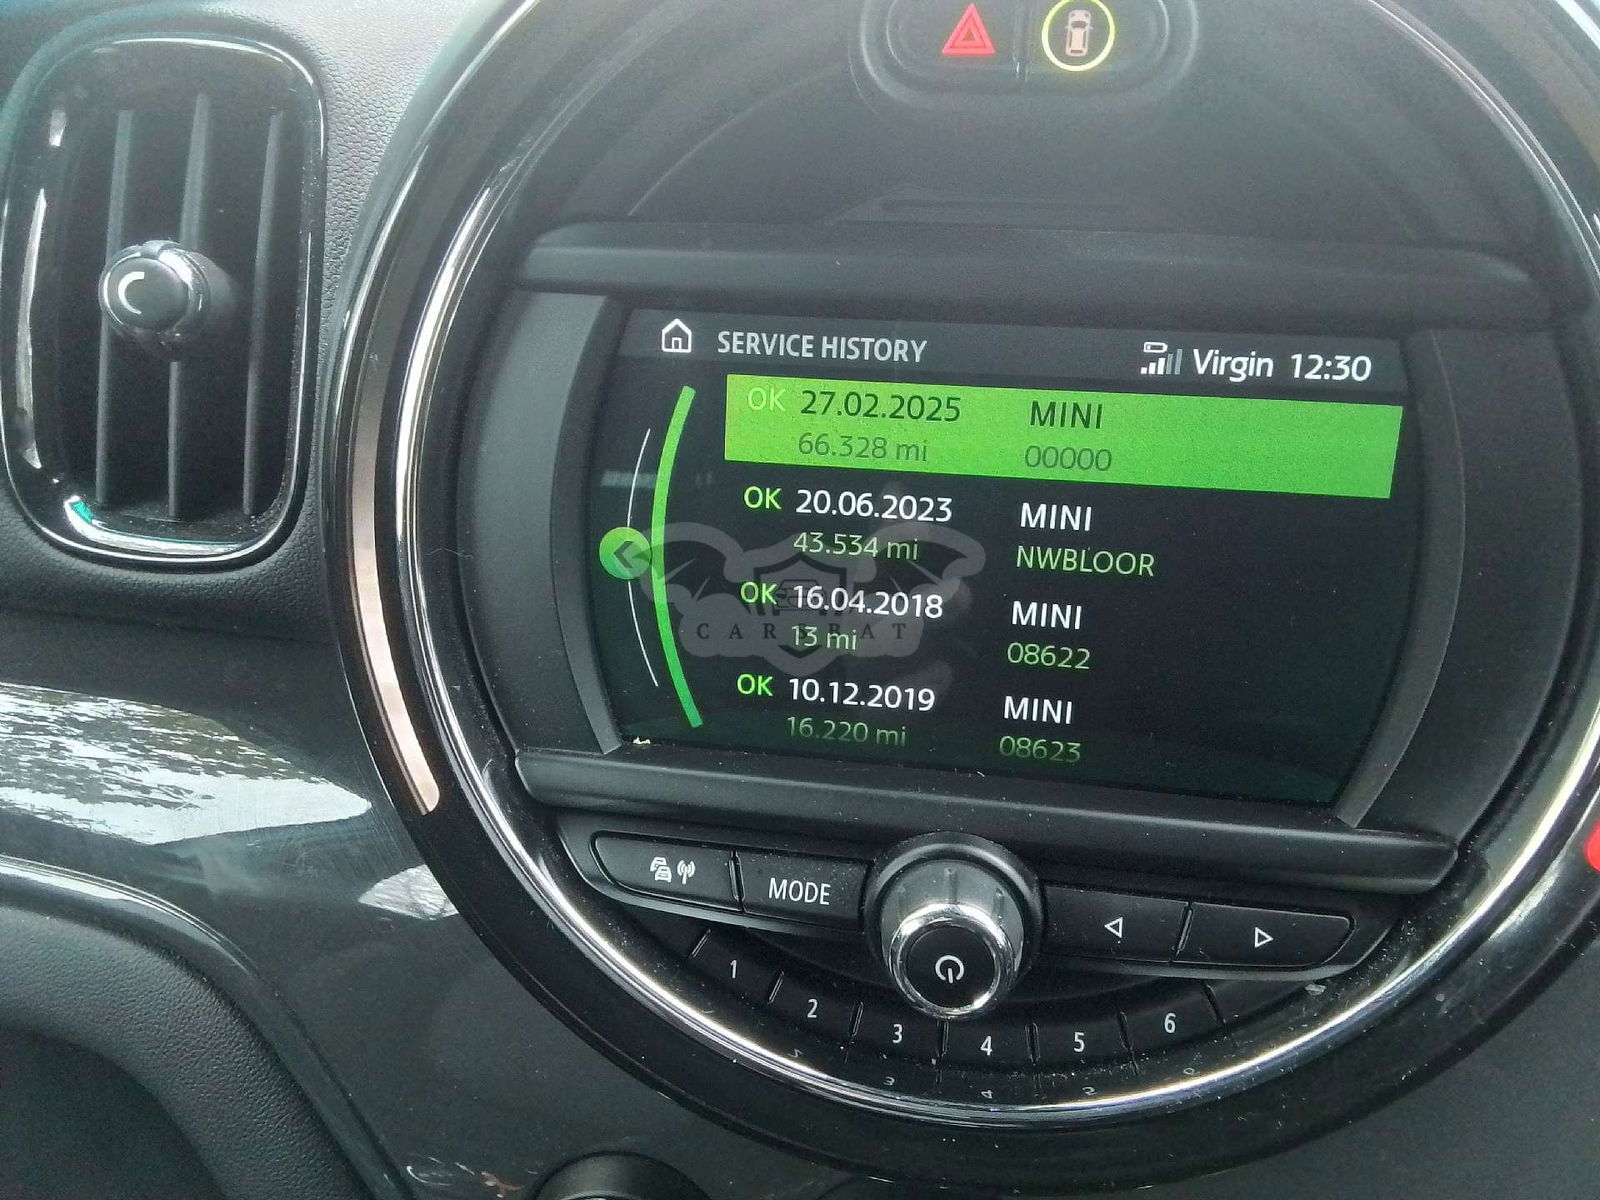 SERVICE HISTORY Virgin 12:30
OK 27.02.2025 MINI
66.328 mi 00000
OK 20.06.2023 MINI
43.534 mi NWBLOOR
OK 16.04.2018 MINI
13 mi 08622
CARSBAT
OK 10.12.2019 MINI
16.220 mi 08623
MODE
1 2 3 4 5 6